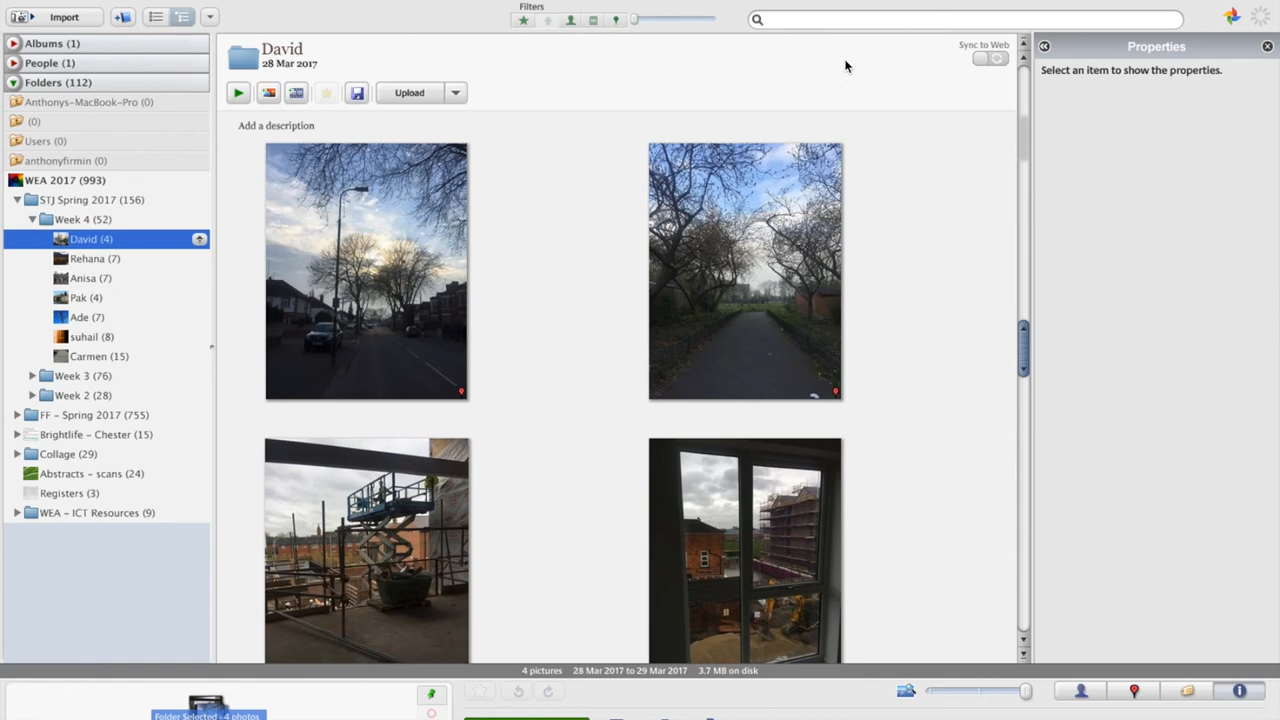 Import
Filters
David
28 Mar 2017
Sync to Web
Properties
Select an item to show the properties.
Albums (1)
People (1)
Folders (112)
Anthonys-MacBook-Pro (0)
(0)
Users (0)
anthonyfirmin (0)
WEA 2017 (993)
STJ Spring 2017 (156)
Week 4 (52)
David (4)
Rehana (7)
Anisa (7)
Pak (4)
Ade (7)
suhail (8)
Carmen (15)
Week 3 (76)
Week 2 (28)
FF - Spring 2017 (755)
Brightlife - Chester (15)
Collage (29)
Abstracts - scans (24)
Registers (3)
WEA - ICT Resources (9)
Upload
Add a description
4 pictures 28 Mar 2017 to 29 Mar 2017 3.7 MB on disk
Folder Selected - 4 photos